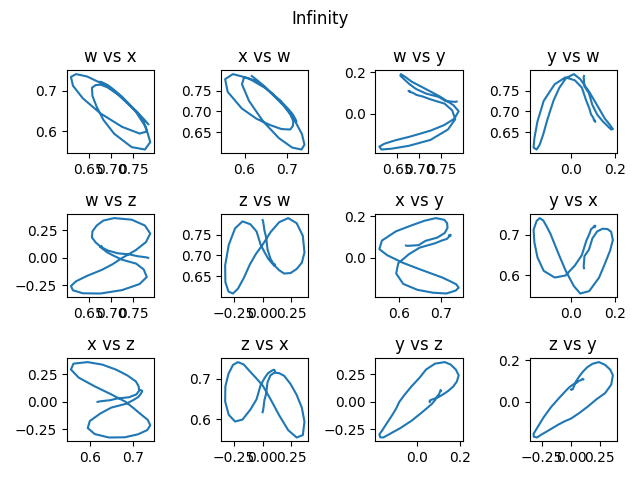 Infinity
w vs x
x vs w
w vs y
y vs w
0.7
0.6
0.65 0.70 0.75
0.75
0.70
0.65
0.6 0.7
0.2
0.0
0.65 0.70 0.75
0.75
0.70
0.65
0.0 0.2
w vs z
z vs w
x vs y
y vs x
0.25
0.00
−0.25
0.65 0.70 0.75
0.75
0.70
0.65
−0.25 0.00 0.25
0.2
0.0
0.6 0.7
0.7
0.6
0.0 0.2
x vs z
z vs x
y vs z
z vs y
0.25
0.00
−0.25
0.6 0.7
0.7
0.6
−0.25 0.00 0.25
0.25
0.00
−0.25
0.0 0.2
0.2
0.0
−0.25 0.00 0.25